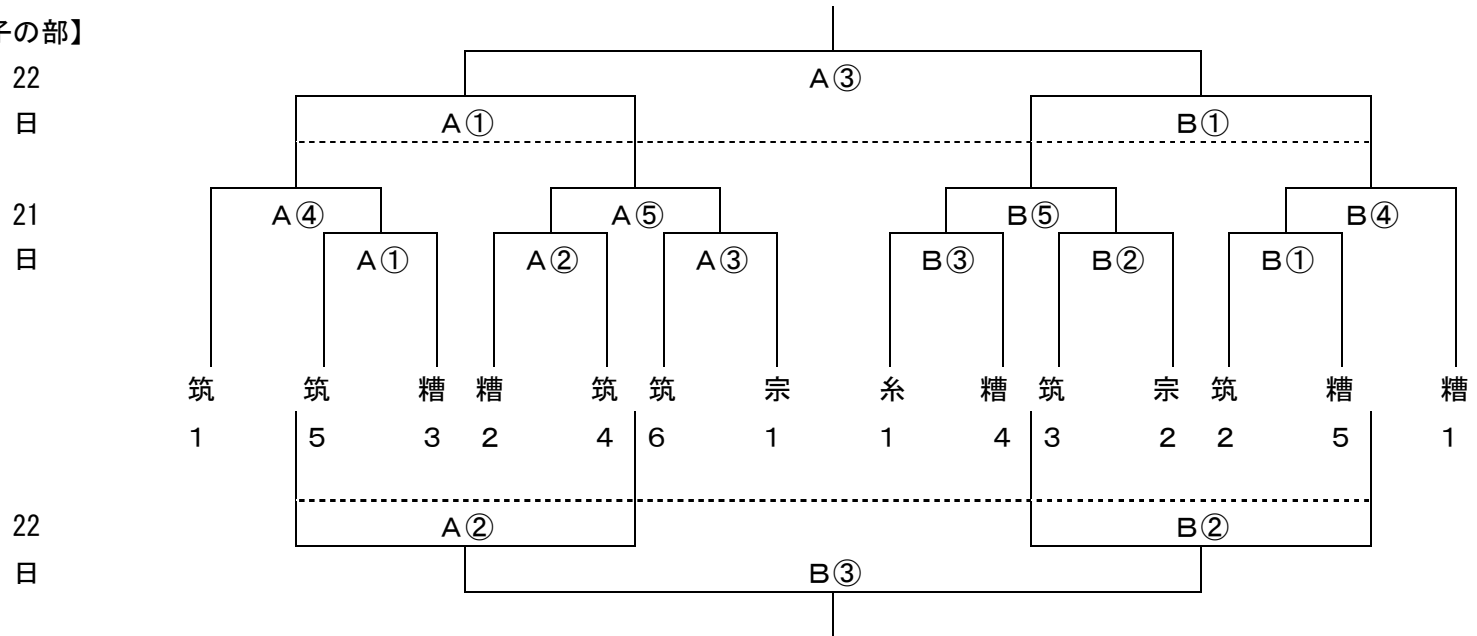 子の部】
22
日
A③
A①
B①
21
日
A④
A⑤
B⑤
B④
A①
A②
A③
B③
B②
B①
筑 筑 糟 糟 筑 筑 宗 糸 糟 筑 宗 筑 糟 糟
1 5 3 2 4 6 1 1 4 3 2 2 5 1
22
日
A②
B②
B③